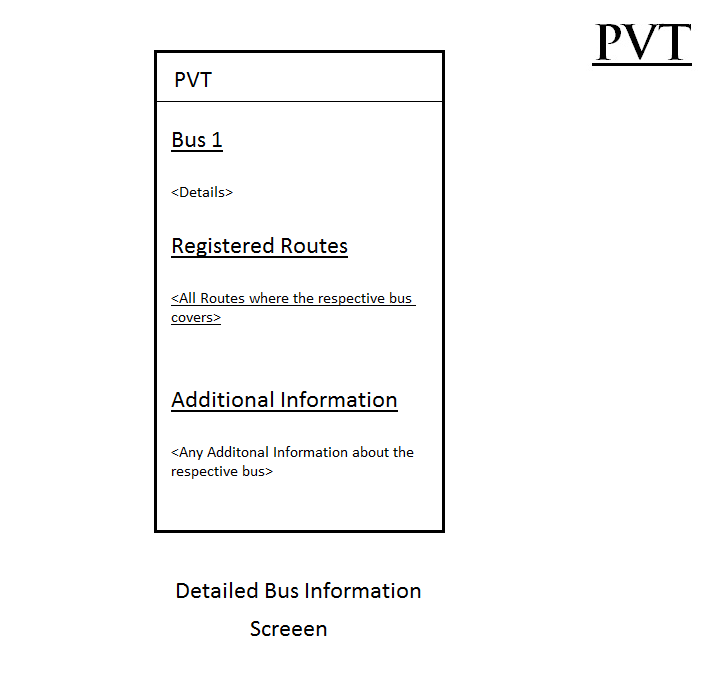 PVT
PVT
Bus 1
<Details>
Registered Routes
<All Routes where the respective bus
covers>
Additional Information
<Any Additonal Information about the
respective bus>
Detailed Bus Information
Screeen